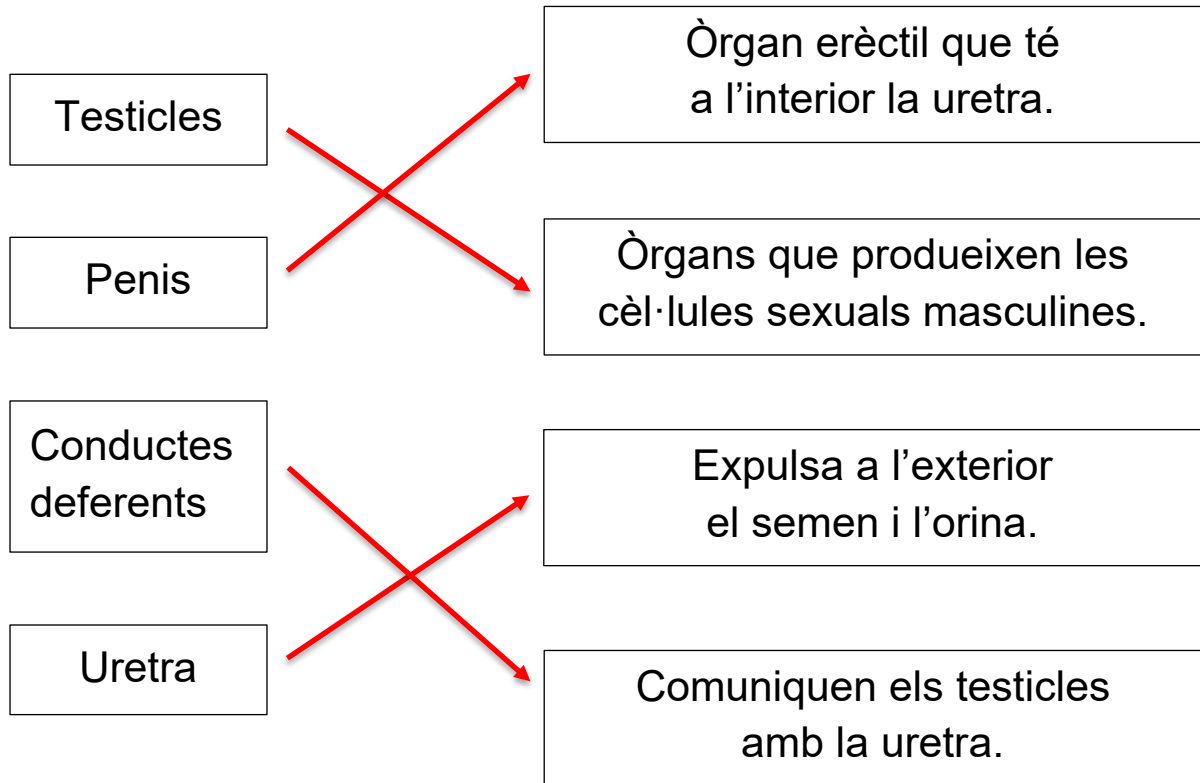 Testicles
Penis
Conductes
deferents
Uretra
Òrgan erèctil que té
a l’interior la uretra.
Òrgans que produeixen les
cèl·lules sexuals masculines.
Expulsa a l’exterior
el semen i l’orina.
Comuniquen els testicles
amb la uretra.